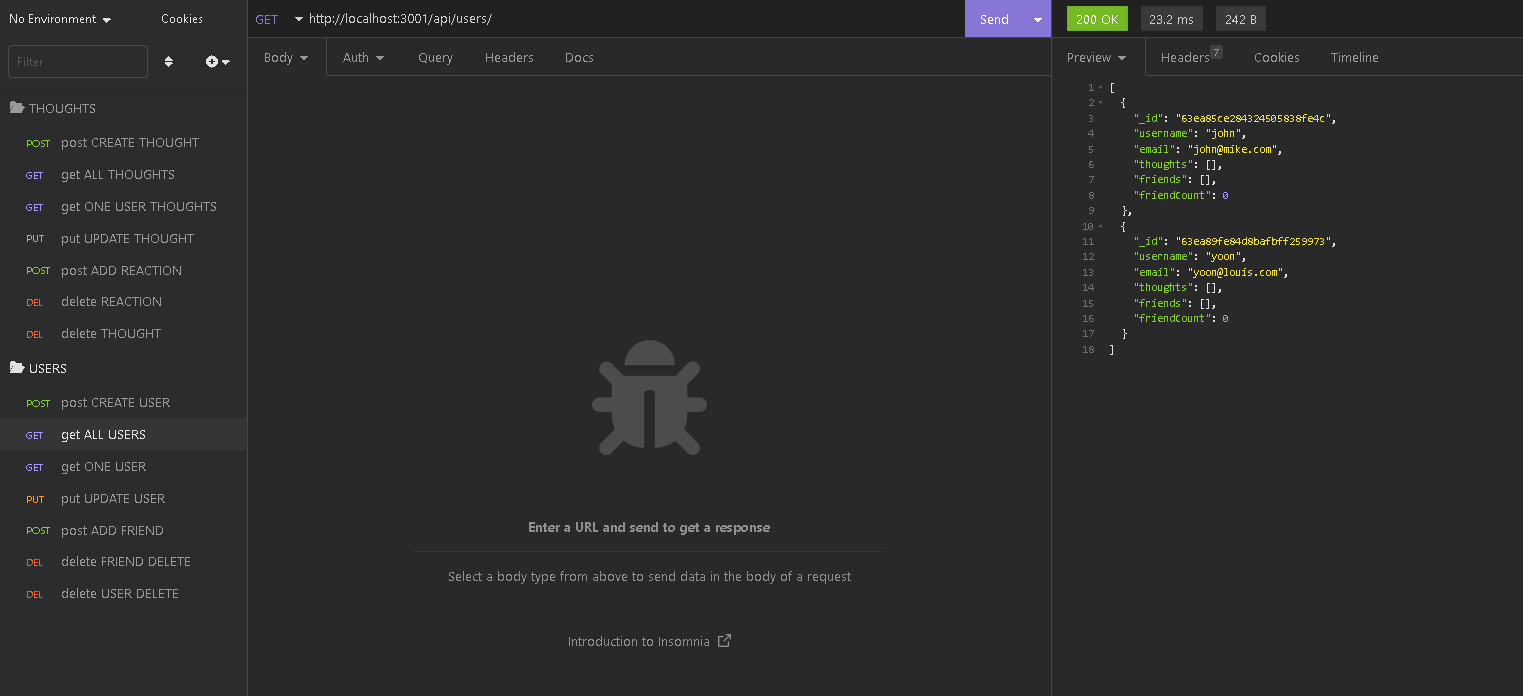 No Environment
Cookies
Filter
THOUGHTS
POST post CREATE THOUGHT
GET get ALL THOUGHTS
GET get ONE USER THOUGHTS
PUT put UPDATE THOUGHT
POST post ADD REACTION
DEL delete REACTION
DEL delete THOUGHT
USERS
POST post CREATE USER
GET get ALL USERS
GET get ONE USER
PUT put UPDATE USER
POST post ADD FRIEND
DEL delete FRIEND DELETE
DEL delete USER DELETE
GET http://localhost:3001/api/users/ Send
Body Auth Query Headers Docs
Enter a URL and send to get a response
Select a body type from above to send data in the body of a request
Introduction to Insomnia
200 OK 23.2 ms 242 B
Preview Headers 7 Cookies Timeline
1 [
2 {
3 "_id": "63ea85ce284324505838fe4c",
4 "username": "john",
5 "email": "john@mike.com",
6 "thoughts": [],
7 "friends": [],
8 "friendCount": 0
9 },
10 {
11 "_id": "63ea89fe84d8bafbff259973",
12 "username": "yoon",
13 "email": "yoon@louis.com",
14 "thoughts": [],
15 "friends": [],
16 "friendCount": 0
17 }
18 ]